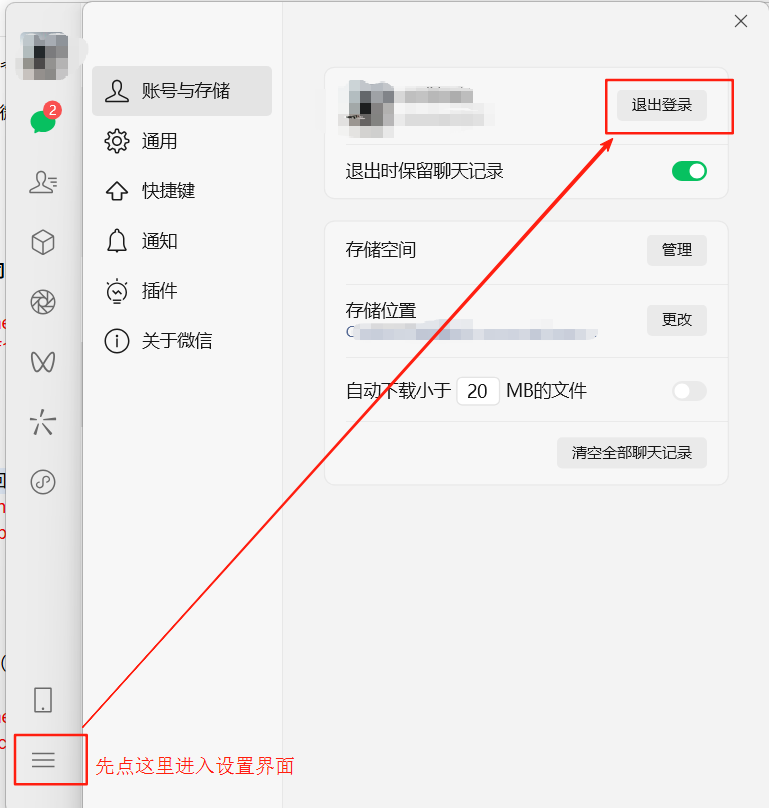 2
账号与存储
通用
快捷键
通知
插件
关于微信
退出登录
退出时保留聊天记录
存储空间
管理
存储位置
更改
自动下载小于 20 MB的文件
清空全部聊天记录
先点这里进入设置界面